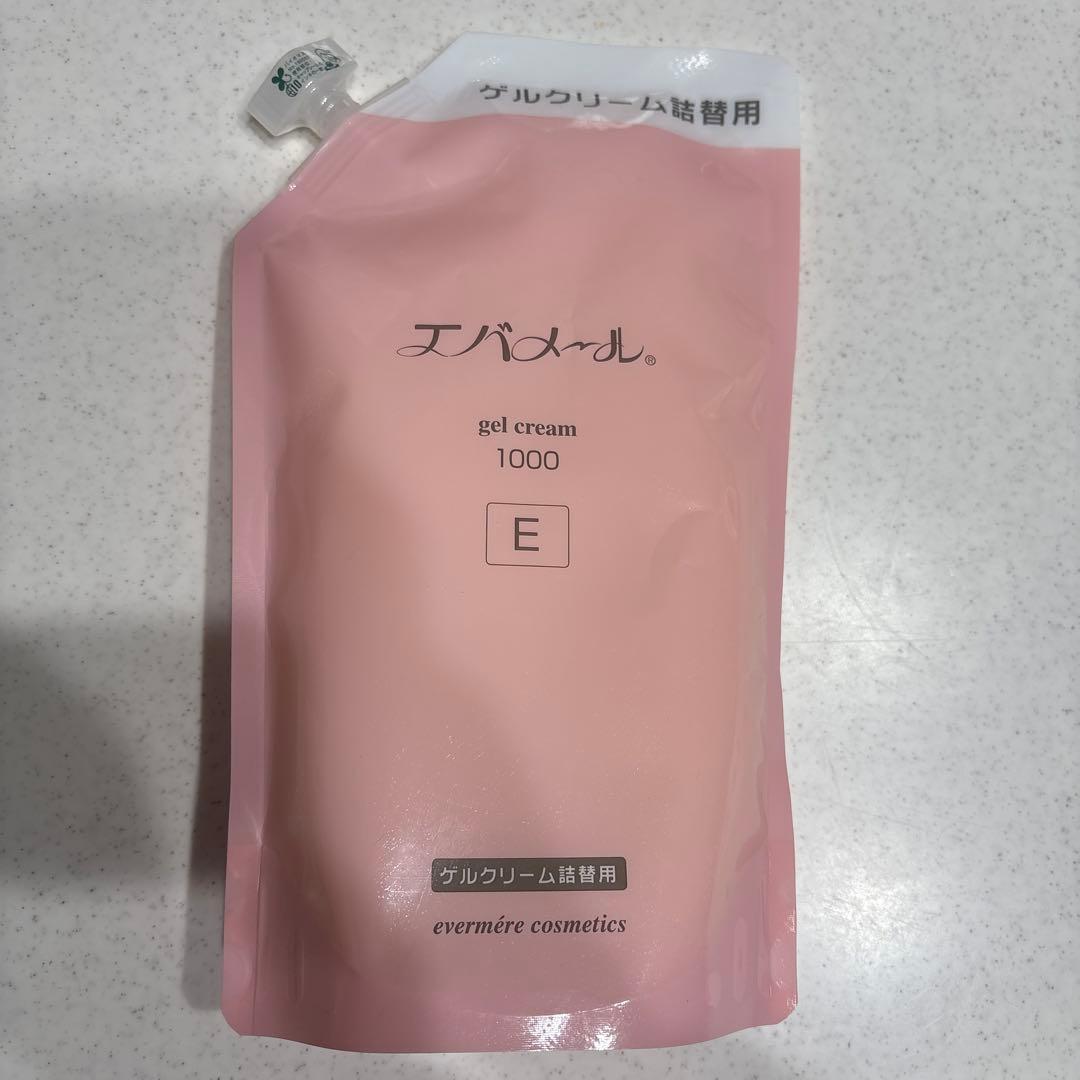 ゲルクリーム詰替用
エバメール®
gel cream
1000
E
ゲルクリーム詰替用
evermére cosmetics